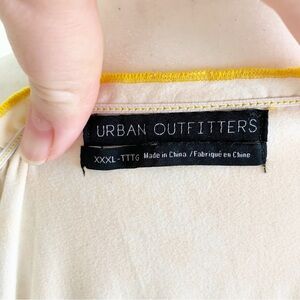 URBAN OUTFITTERS
XXXL-TTTG Made in China /Fabriqué en Chine